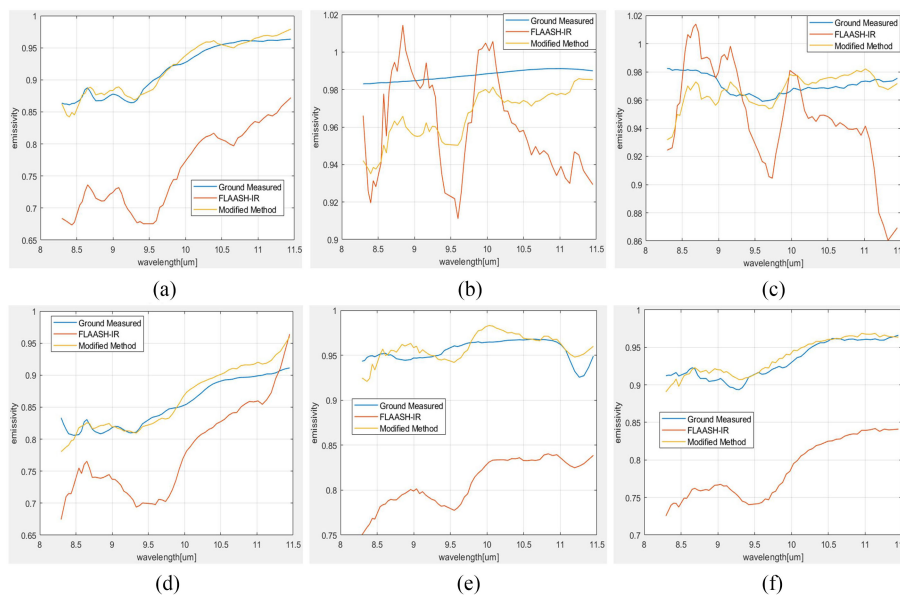 1
0.95
0.9
0.85
0.8
0.75
0.7
0.65
emissivity
8 8.5 9 9.5 10 10.5 11 11.5
wavelength[um]
Ground Measured
FLAASH-IR
Modified Method
(a)
1.02
1
0.98
0.96
0.94
0.92
0.9
emissivity
8 8.5 9 9.5 10 10.5 11 11.5
wavelength[um]
Ground Measured
FLAASH-IR
Modified Method
(b)
1.02
1
0.98
0.96
0.94
0.92
0.9
0.88
0.86
emissivity
8 8.5 9 9.5 10 10.5 11 11.5
wavelength[um]
Ground Measured
FLAASH-IR
Modified Method
(c)
1
0.95
0.9
0.85
0.8
0.75
0.7
0.65
emissivity
8 8.5 9 9.5 10 10.5 11 11.5
wavelength[um]
Ground Measured
FLAASH-IR
Modified Method
(d)
1
0.95
0.9
0.85
0.8
0.75
emissivity
8 8.5 9 9.5 10 10.5 11 11.5
wavelength[um]
Ground Measured
FLAASH-IR
Modified Method
(e)
1
0.95
0.9
0.85
0.8
0.75
0.7
emissivity
8 8.5 9 9.5 10 10.5 11 11.5
wavelength[um]
Ground Measured
FLAASH-IR
Modified Method
(f)